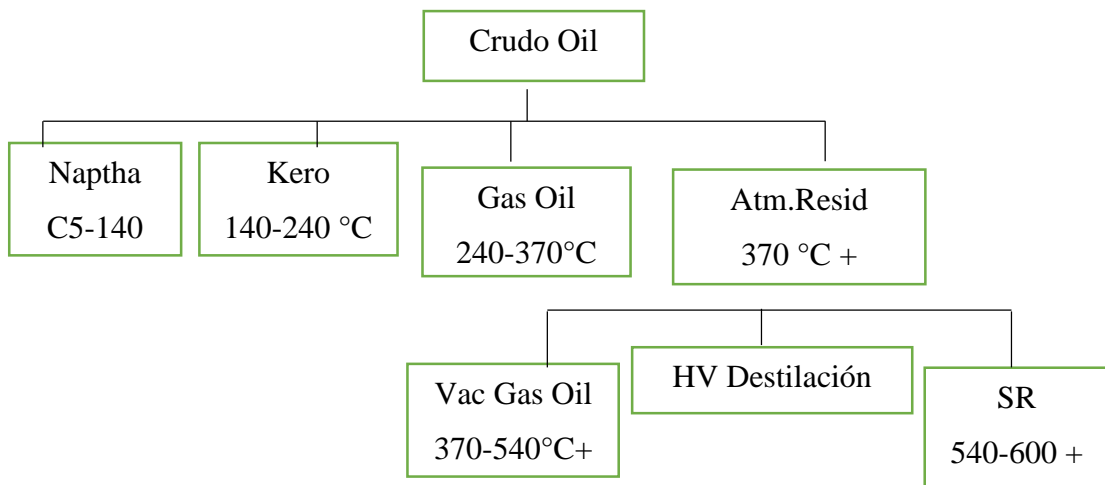 Crudo Oil
Naptha
C5-140
Kero
140-240 °C
Gas Oil
240-370°C
Atm.Resid
370 °C +
Vac Gas Oil
370-540°C+
HV Destilación
SR
540-600 +